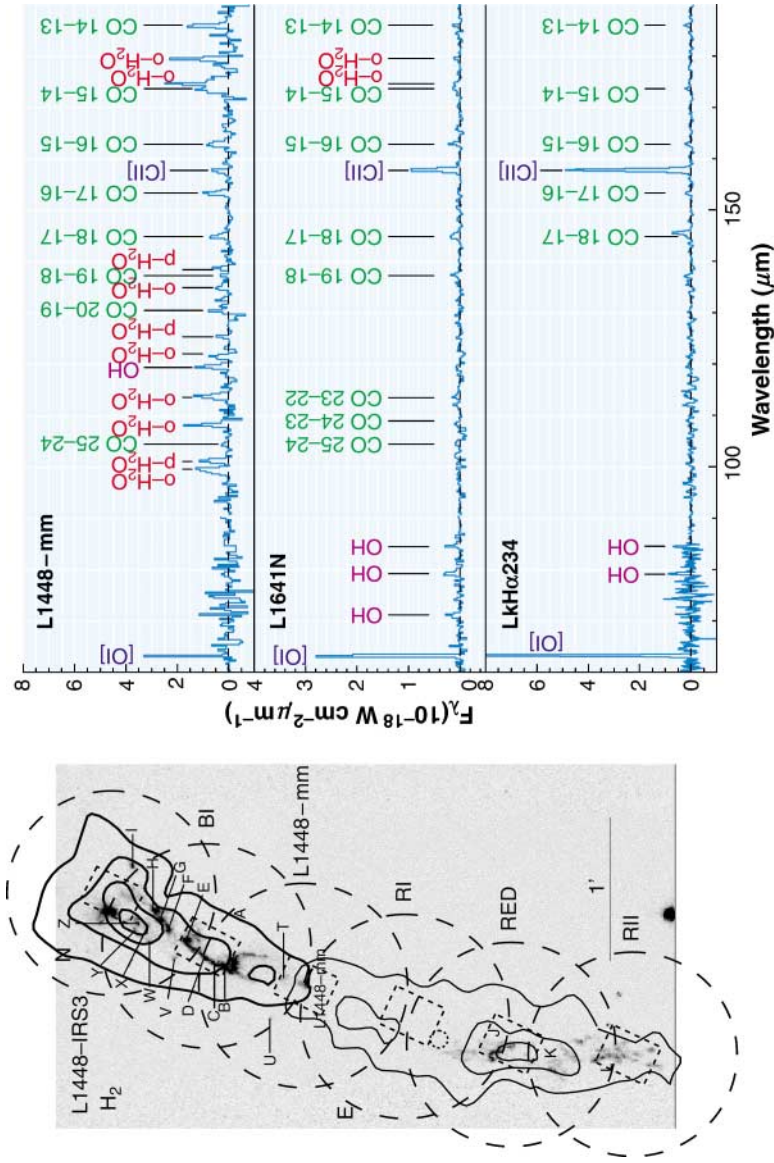 L1448-mm
[OI]
o-H₂O
p-H₂O
CO 25-24
o-H₂O
o-H₂O
OH
o-H₂O
p-H₂O
CO 20-19
o-H₂O
CO 19-18
p-H₂O
CO 18-17
CO 17-16
[CII]
CO 16-15
CO 15-14
o-H₂O
o-H₂O
CO 14-13
8
6
4
2
0
L1641N
[OI]
OH
OH
OH
CO 25-24
CO 24-23
CO 23-22
CO 19-18
CO 18-17
[CII]
CO 16-15
CO 15-14
o-H₂O
o-H₂O
CO 14-13
4
3
2
1
0
LkHα234
[OI]
OH
OH
CO 18-17
CO 17-16
[CII]
CO 16-15
CO 15-14
CO 14-13
8
6
4
2
0
100
150
Wavelength (μm)
Fλ(10⁻¹⁸ W cm⁻² μm⁻¹)
L1448-IRS3
H₂
N
E
Z
Y
X
W
V
D
C
B
U
I
H
F
G
E
A
T
BI
L1448-mm
L1448-mm
RI
RED
RII
J
K
L
1'